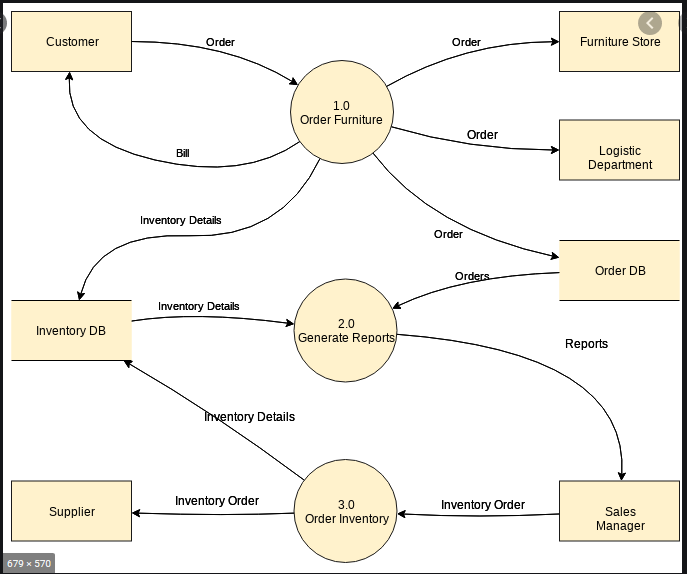 Customer
Order
Order
Furniture Store
1.0
Order Furniture
Order
Logistic
Department
Bill
Inventory Details
Order
Order DB
Orders
Inventory Details
Inventory DB
2.0
Generate Reports
Reports
Inventory Details
Supplier
Inventory Order
3.0
Order Inventory
Inventory Order
Sales
Manager
679 × 570